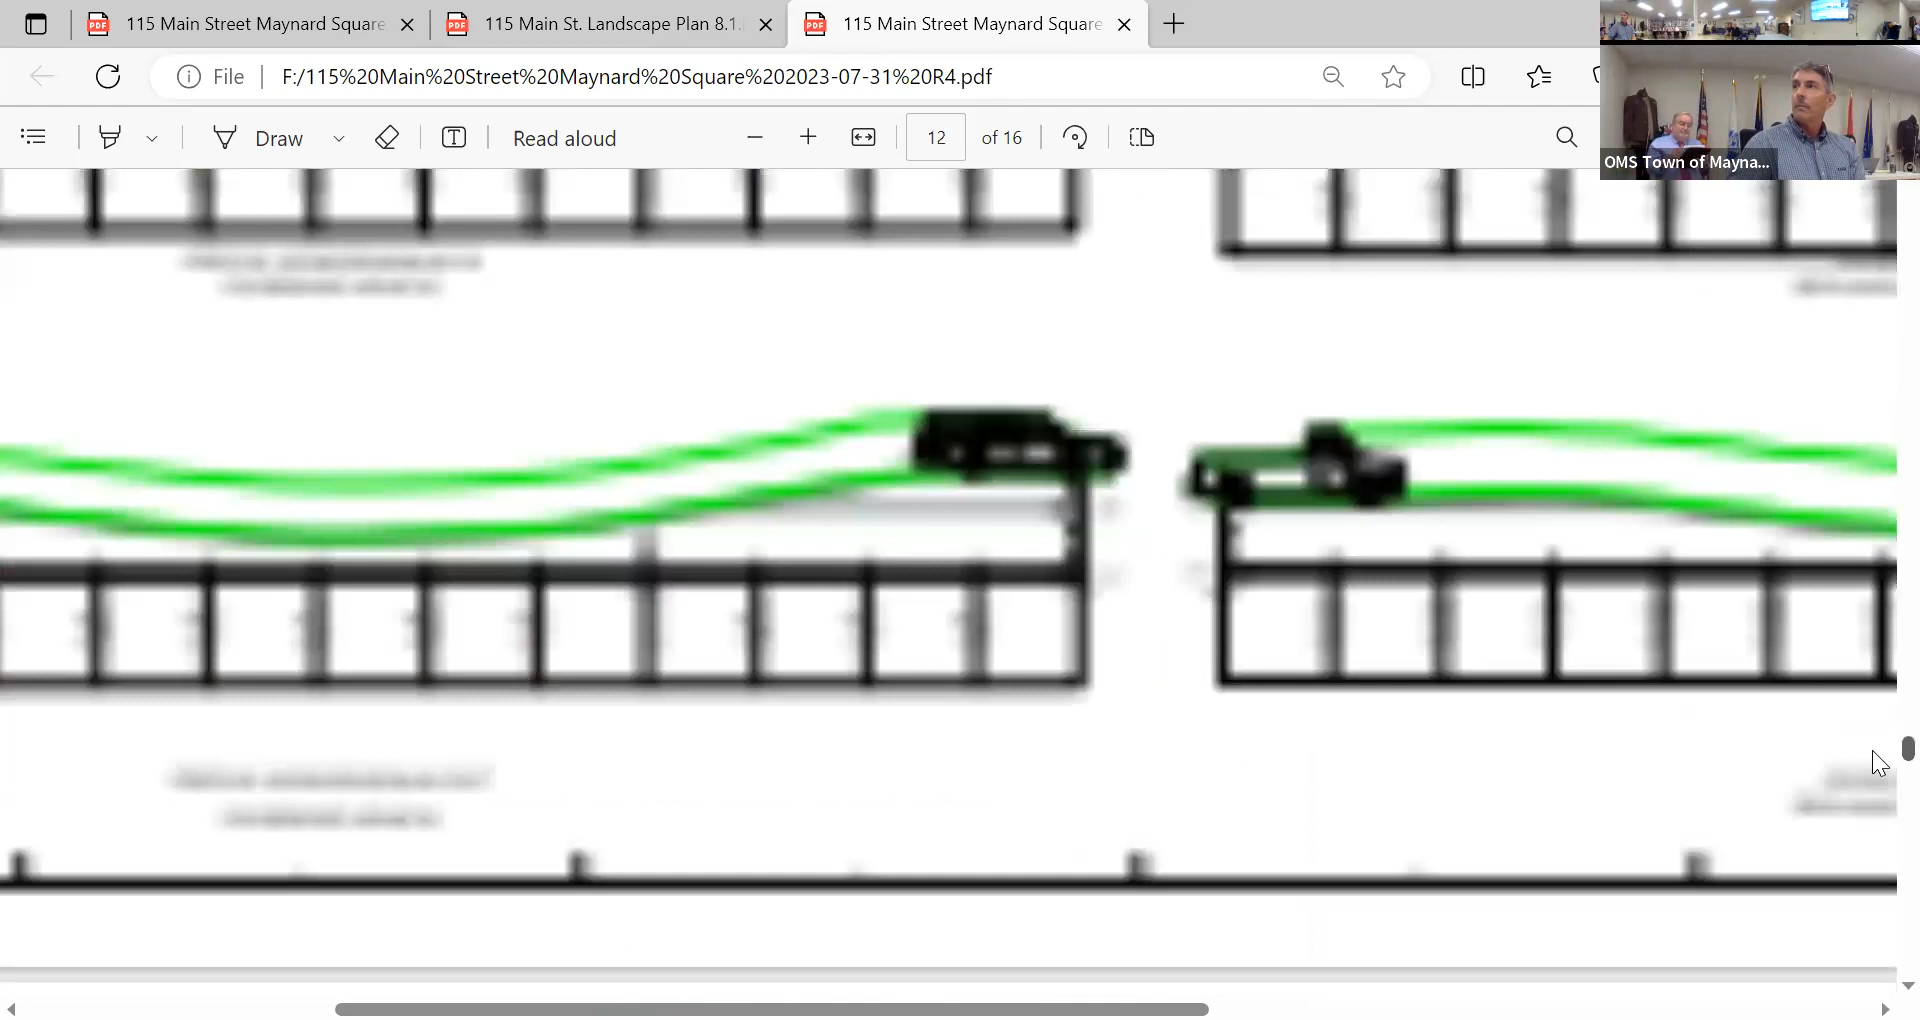 115 Main Street Maynard Square
115 Main St. Landscape Plan 8.1.
115 Main Street Maynard Square
File
F:/115%20Main%20Street%20Maynard%20Square%202023-07-31%20R4.pdf
Draw
Read aloud
12 of 16
OMS Town of Mayna...